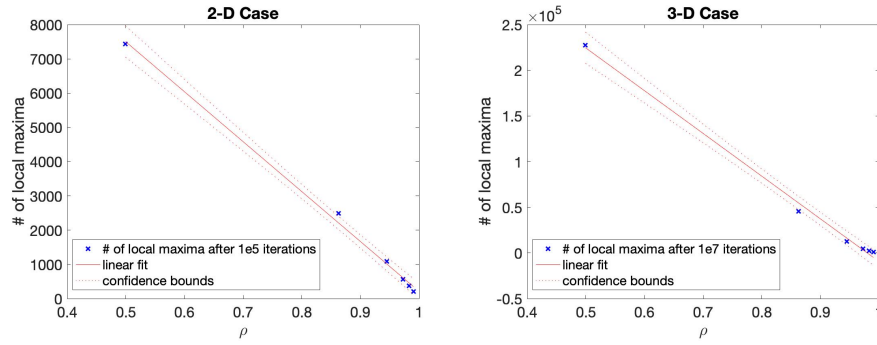 2-D Case
8000
7000
6000
5000
4000
3000
2000
1000
0
# of local maxima
× # of local maxima after 1e5 iterations
linear fit
confidence bounds
0.4 0.5 0.6 0.7 0.8 0.9 1
ρ
3-D Case
×10⁵
2.5
2
1.5
1
0.5
0
-0.5
# of local maxima
× # of local maxima after 1e7 iterations
linear fit
confidence bounds
0.4 0.5 0.6 0.7 0.8 0.9 1
ρ